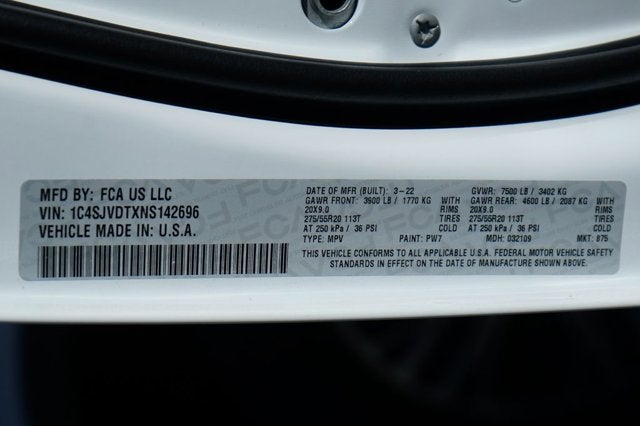 MFD BY: FCA US LLC
VIN: 1C4SJVDTXNS142696
VEHICLE MADE IN: U.S.A.
DATE OF MFR (BUILT): 3-22 GVWR: 7500 LB / 3402 KG
GAWR FRONT: 3900 LB / 1770 KG GAWR REAR: 4600 LB / 2087 KG
20X9.0 RIMS 20X9.0 RIMS
275/55R20 113T TIRES 275/55R20 113T TIRES
AT 250 kPa / 36 PSI COLD AT 250 kPa / 36 PSI COLD
TYPE: MPV PAINT: PW7 MDH: 032109 MKT: 875
THIS VEHICLE CONFORMS TO ALL APPLICABLE U.S.A. FEDERAL MOTOR VEHICLE SAFETY
STANDARDS IN EFFECT ON THE DATE OF MANUFACTURE SHOWN ABOVE.